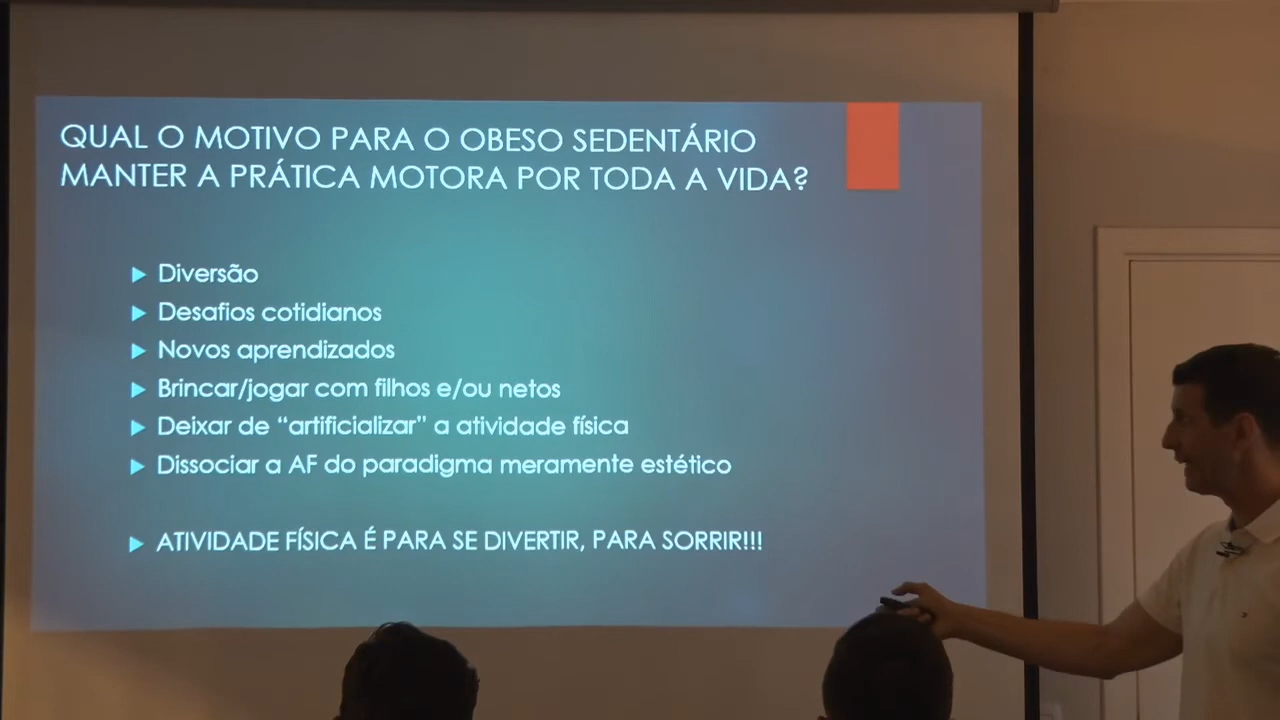 QUAL O MOTIVO PARA O OBESO SEDENTÁRIO
MANTER A PRÁTICA MOTORA POR TODA A VIDA?
Diversão
Desafios cotidianos
Novos aprendizados
Brincar/jogar com filhos e/ou netos
Deixar de “artificializar” a atividade física
Dissociar a AF do paradigma meramente estético
ATIVIDADE FÍSICA É PARA SE DIVERTIR, PARA SORRIR!!!